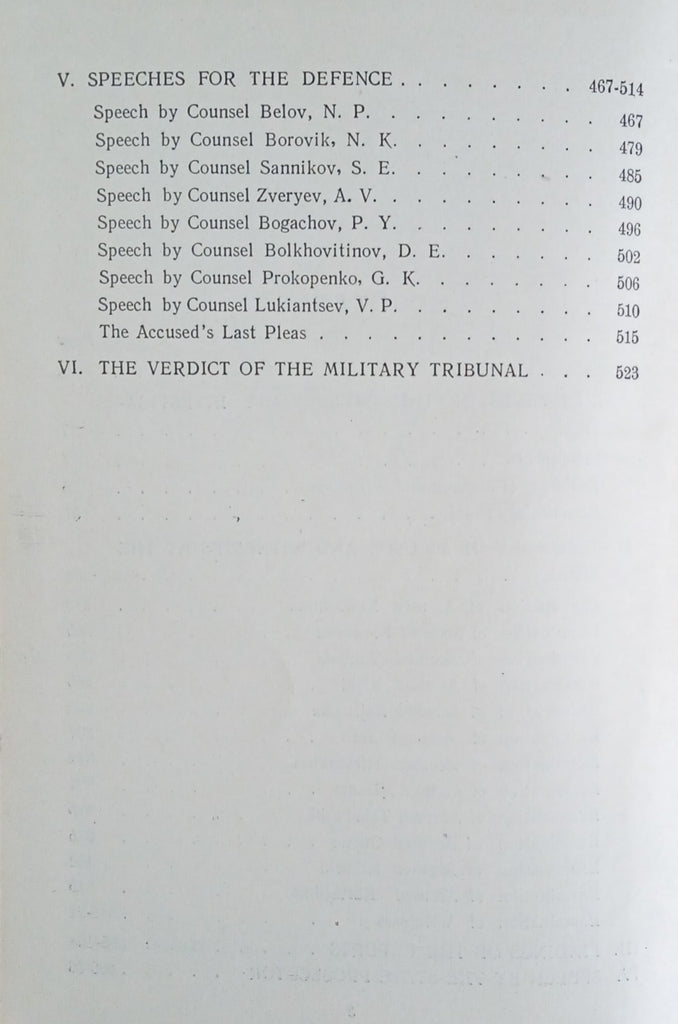 V. SPEECHES FOR THE DEFENCE . . . . . . . . 467-514
Speech by Counsel Belov, N. P. . . . . . . . . . 467
Speech by Counsel Borovik, N. K. . . . . . . . . 479
Speech by Counsel Sannikov, S. E. . . . . . . . . 485
Speech by Counsel Zveryev, A. V. . . . . . . . . . 490
Speech by Counsel Bogachov, P. Y. . . . . . . . . 496
Speech by Counsel Bolkhovitinov, D. E. . . . . . . 502
Speech by Counsel Prokopenko, G. K. . . . . . . . 506
Speech by Counsel Lukiantsev, V. P. . . . . . . . . 510
The Accused's Last Pleas . . . . . . . . . . . . 515
VI. THE VERDICT OF THE MILITARY TRIBUNAL . . . 523